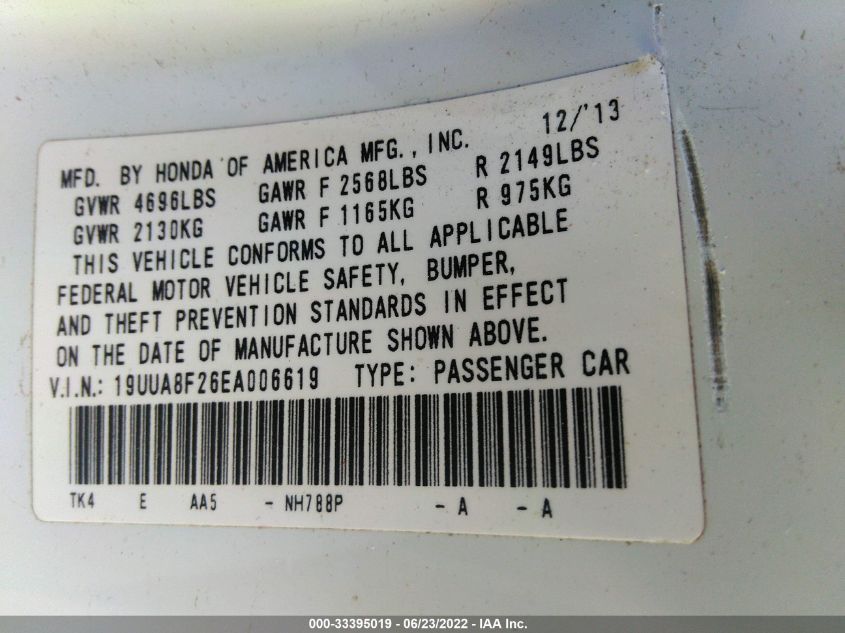 MFD. BY HONDA OF AMERICA MFG., INC. 12/'13
GVWR 4696LBS GAWR F 2568LBS R 2149LBS
GVWR 2130KG GAWR F 1165KG R 975KG
THIS VEHICLE CONFORMS TO ALL APPLICABLE
FEDERAL MOTOR VEHICLE SAFETY, BUMPER,
AND THEFT PREVENTION STANDARDS IN EFFECT
ON THE DATE OF MANUFACTURE SHOWN ABOVE.
V.I.N.: 19UUA8F26EA006619 TYPE: PASSENGER CAR
TK4 E AA5 - NH788P - A - A
000-33395019 - 06/23/2022 - IAA Inc.